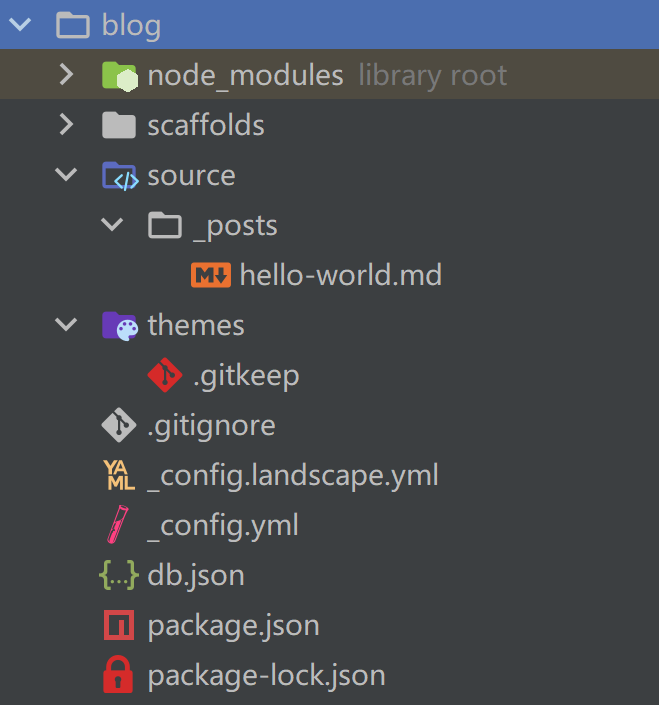 blog
node_modules library root
scaffolds
source
_posts
hello-world.md
themes
.gitkeep
.gitignore
YAML _config.landscape.yml
_config.yml
{...} db.json
package.json
package-lock.json